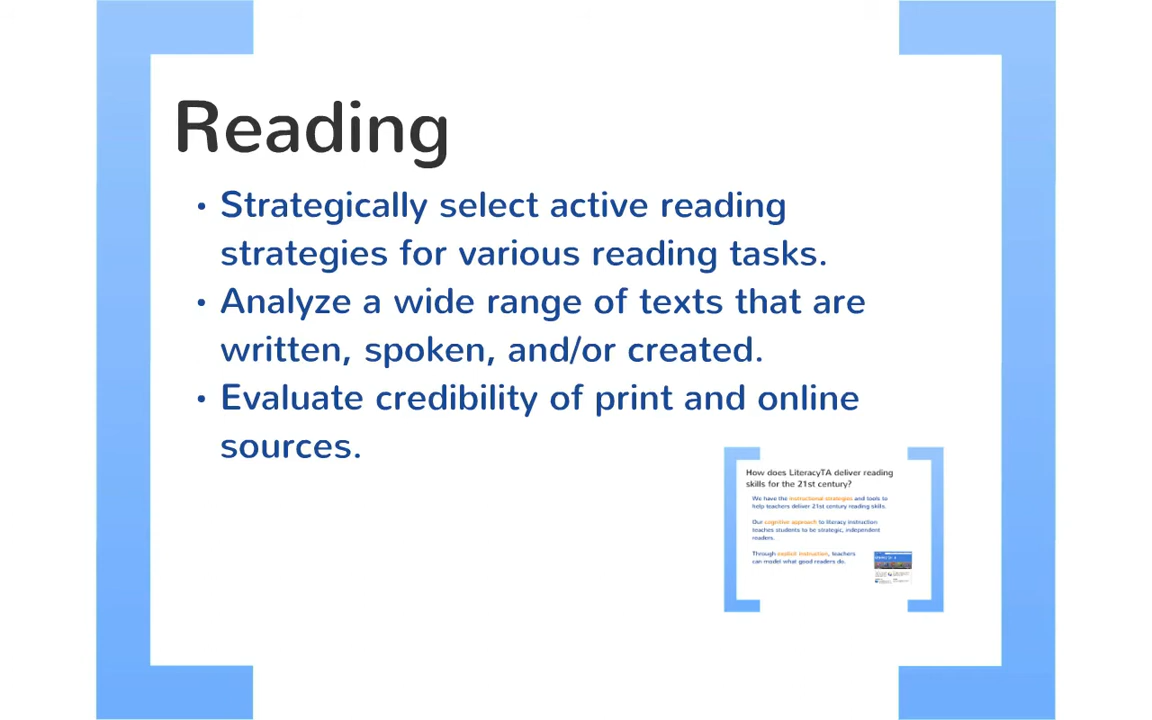 Reading
• Strategically select active reading
strategies for various reading tasks.
• Analyze a wide range of texts that are
written, spoken, and/or created.
• Evaluate credibility of print and online
sources.
How does LiteracyTA deliver reading
skills for the 21st century?
We have the instructional strategies and tools to
help teachers deliver 21st century reading skills.
Our cognitive approach to literacy instruction
teaches students to be strategic, independent
readers.
Through explicit instruction, teachers
can model what good readers do.